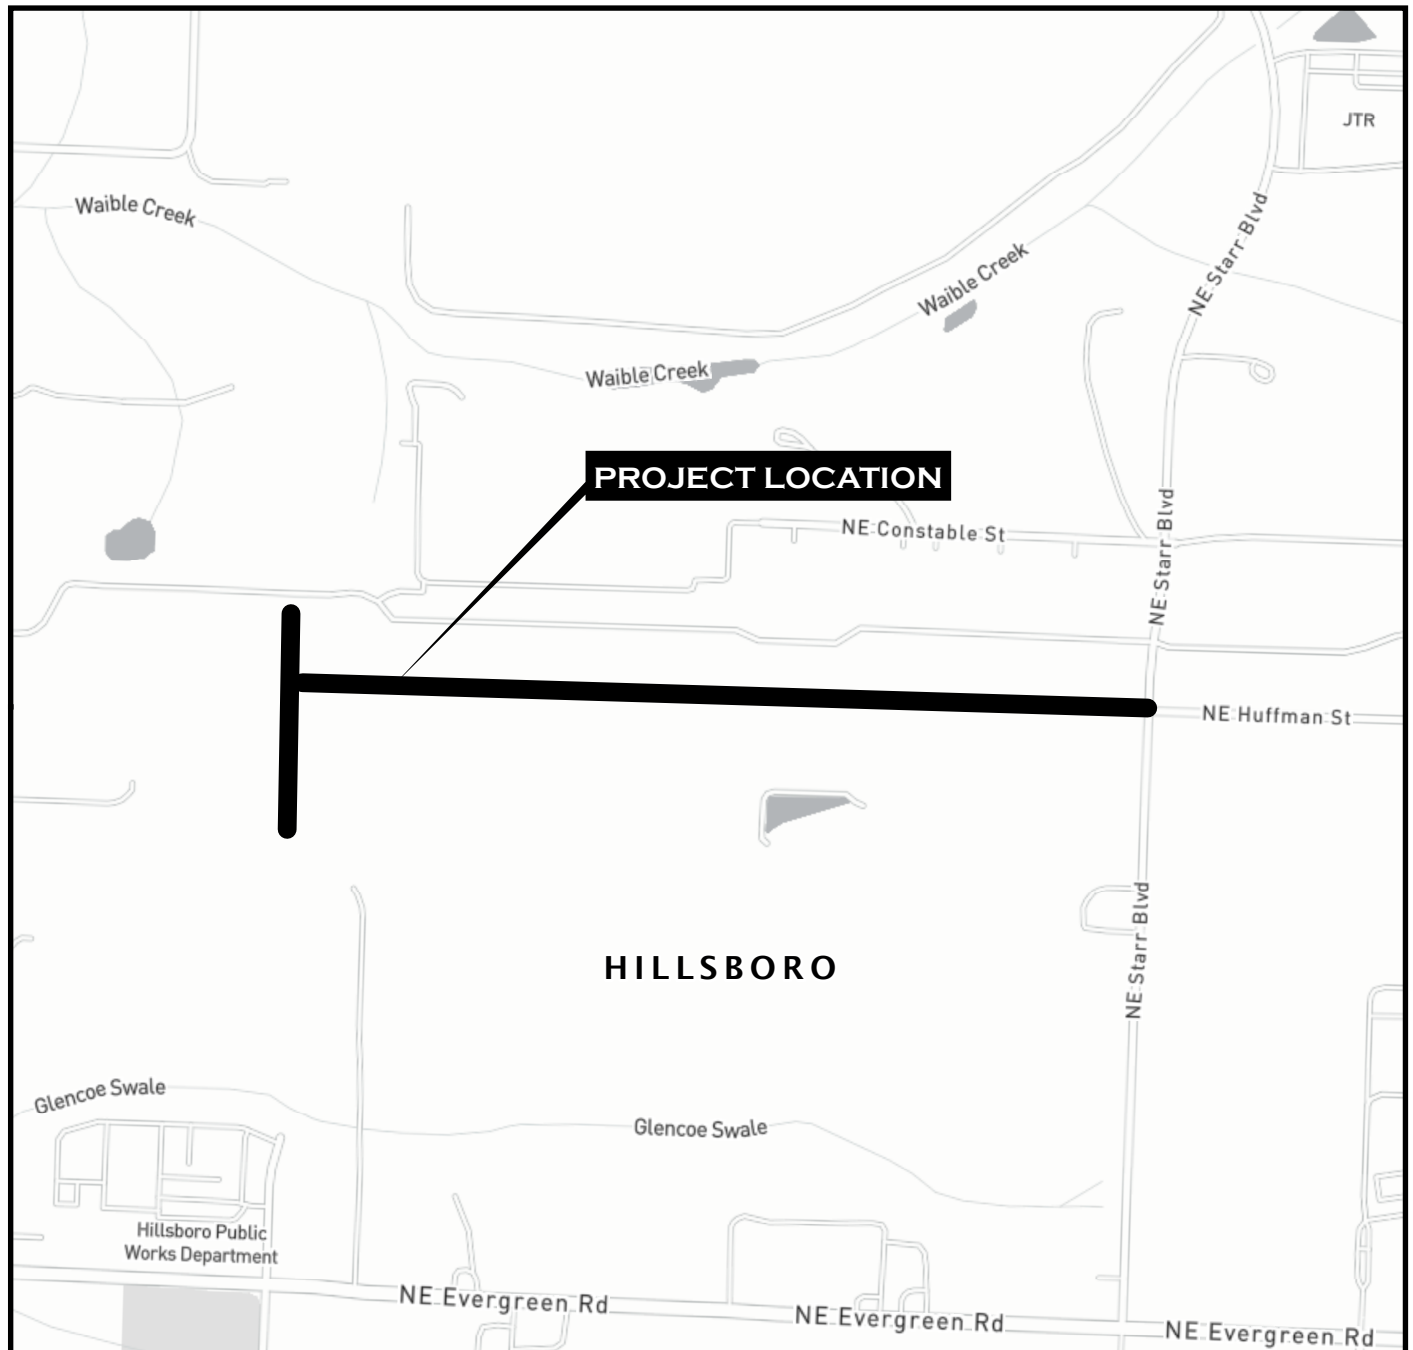 JTR
Waible Creek
NE Starr Blvd
Waible Creek
Waible Creek
PROJECT LOCATION
NE Constable St
NE Starr Blvd
NE Huffman St
NE Starr Blvd
HILLSBORO
Glencoe Swale
Glencoe Swale
Hillsboro Public
Works Department
NE Evergreen Rd
NE Evergreen Rd
NE Evergreen Rd